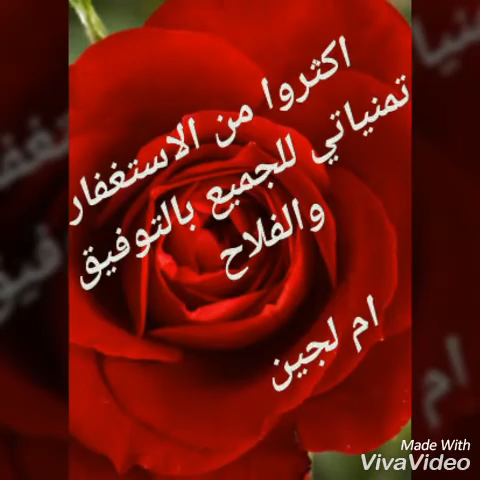 اكثروا من الاستغفار
تمنياتي للجميع بالتوفيق
والفلاح
ام لجين
Made With
VivaVideo